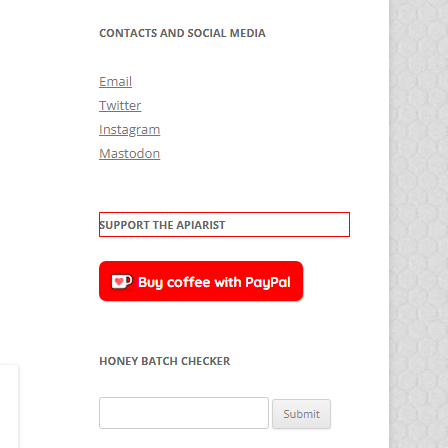 CONTACTS AND SOCIAL MEDIA
Email
Twitter
Instagram
Mastodon
SUPPORT THE APIARIST
Buy coffee with PayPal
HONEY BATCH CHECKER
Submit